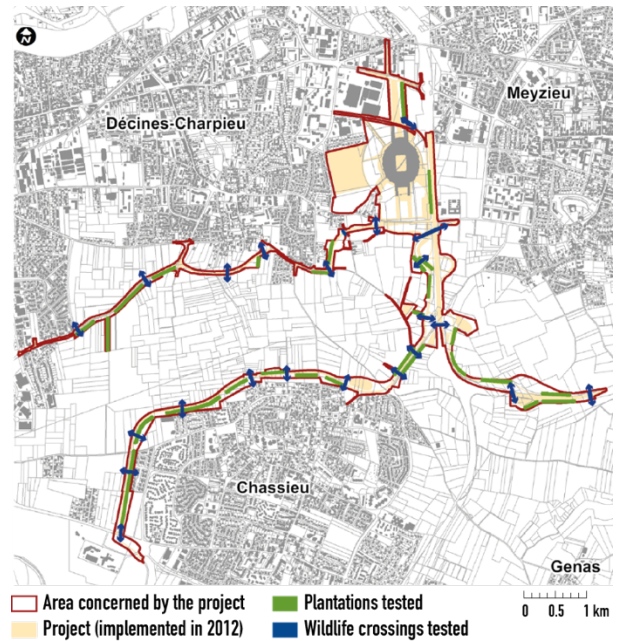 N
Meyzieu
Décines-Charpieu
Chassieu
Genas
Area concerned by the project
Plantations tested
0 0.5 1 km
Project (implemented in 2012)
Wildlife crossings tested